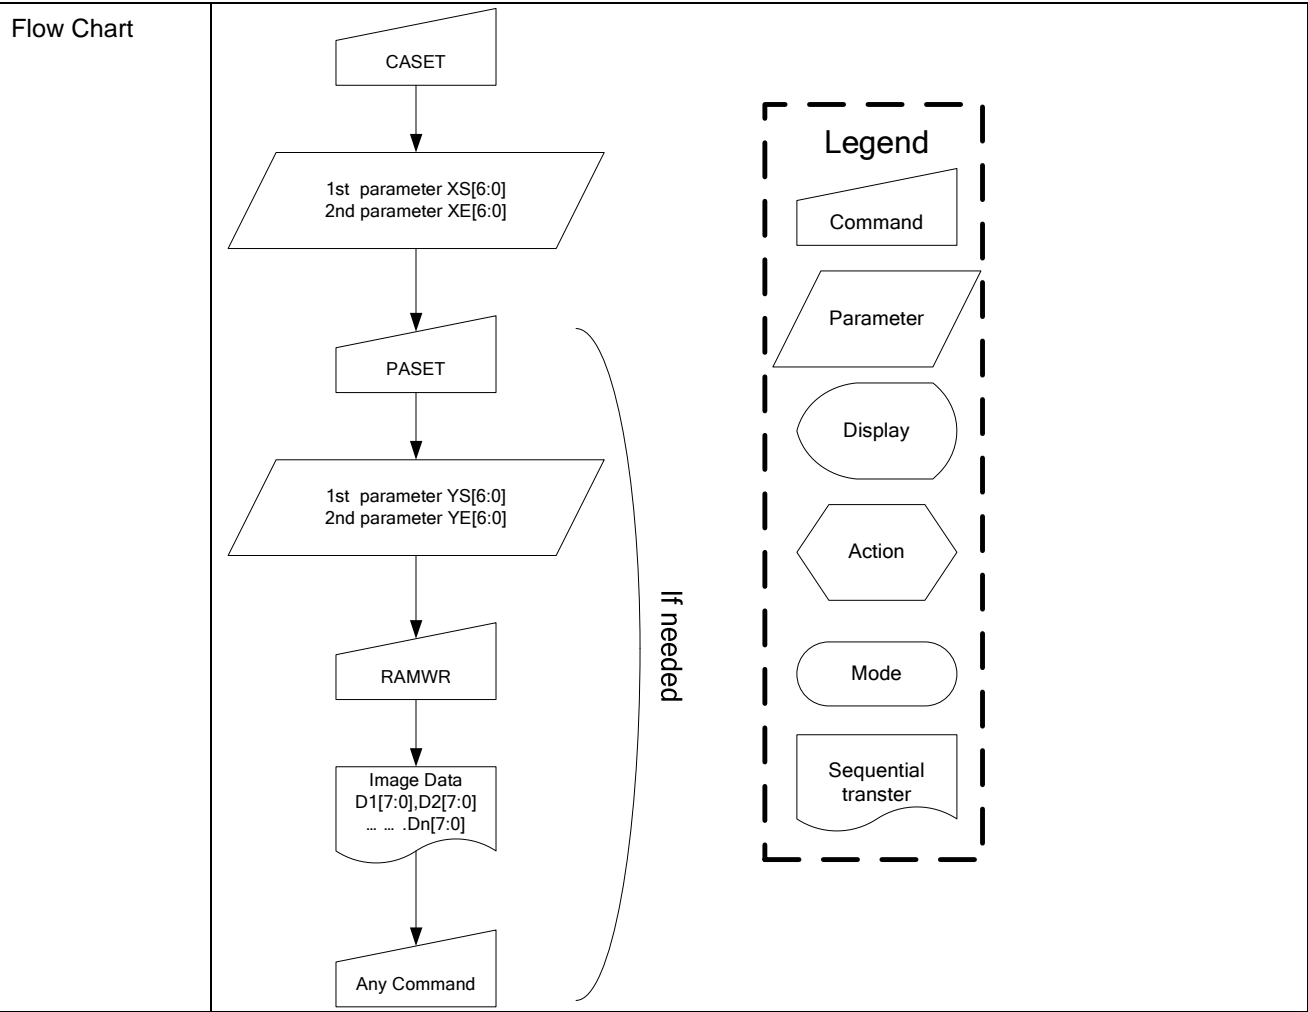 Flow Chart
CASET
1st parameter XS[6:0]
2nd parameter XE[6:0]
PASET
1st parameter YS[6:0]
2nd parameter YE[6:0]
RAMWR
Image Data
D1[7:0],D2[7:0]
... ... .Dn[7:0]
Any Command
If needed
Legend
Command
Parameter
Display
Action
Mode
Sequential
transter